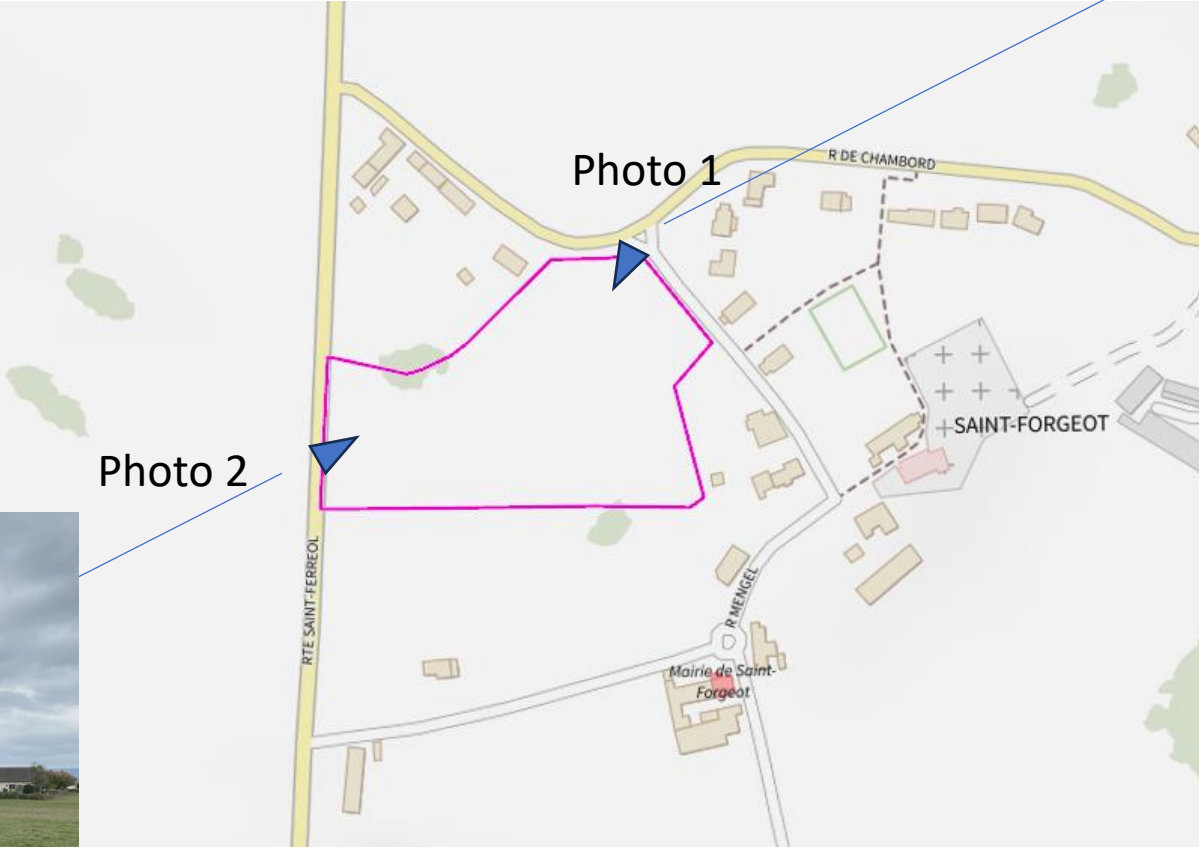 Photo 1
R DE CHAMBORD
SAINT-FORGEOT
Photo 2
RTE SAINT-FERREOL
R MENGEL
Mairie de Saint-
Forgeot